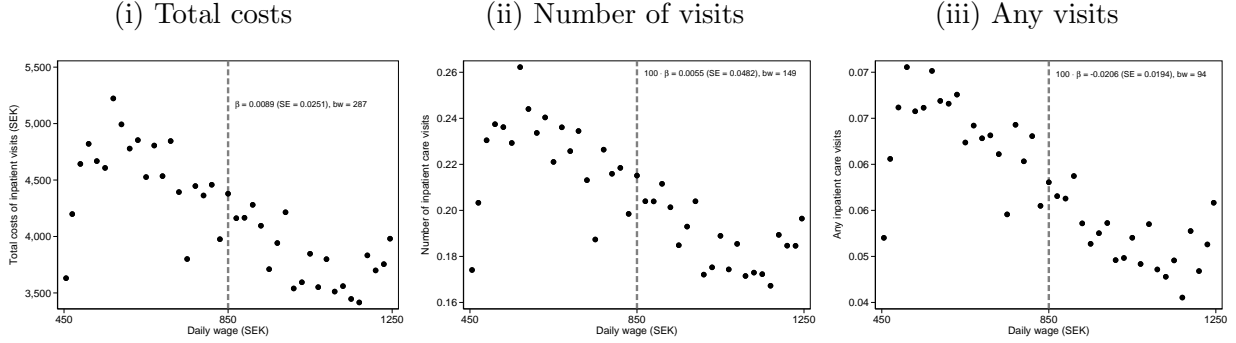 (i) Total costs
(ii) Number of visits
(iii) Any visits
Total costs of inpatient visits (SEK)
5,500
5,000
4,500
4,000
3,500
β = 0.0089 (SE = 0.0251), bw = 287
450
850
1250
Daily wage (SEK)
Number of inpatient care visits
0.26
0.24
0.22
0.20
0.18
0.16
100 · β = 0.0055 (SE = 0.0482), bw = 149
450
850
1250
Daily wage (SEK)
Any inpatient care visits
0.07
0.07
0.06
0.06
0.05
0.04
100 · β = -0.0206 (SE = 0.0194), bw = 94
450
850
1250
Daily wage (SEK)